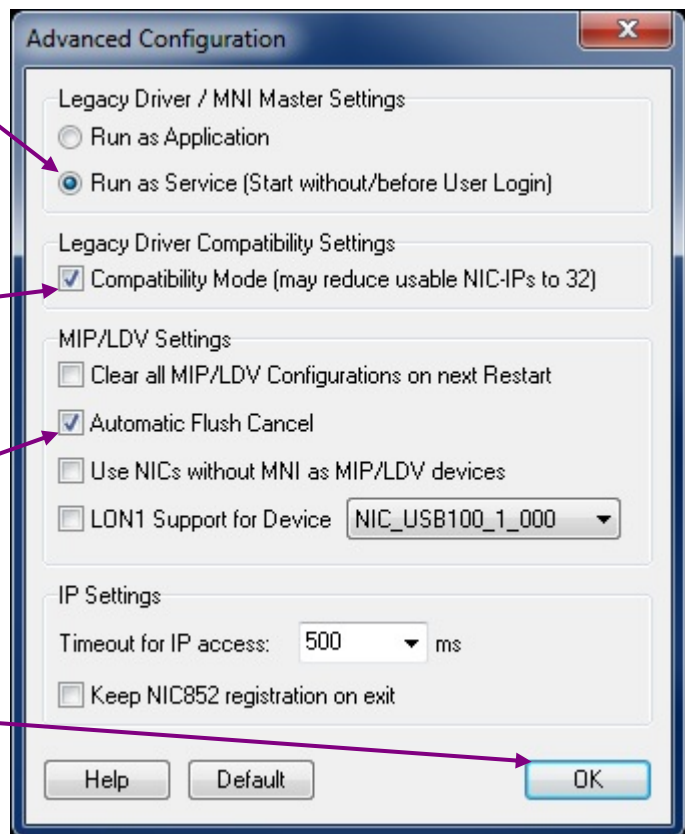 Advanced Configuration
Legacy Driver / MNI Master Settings
Run as Application
Run as Service (Start without/before User Login)
Legacy Driver Compatibility Settings
Compatibility Mode (may reduce usable NIC-IPs to 32)
MIP/LDV Settings
Clear all MIP/LDV Configurations on next Restart
Automatic Flush Cancel
Use NICs without MNI as MIP/LDV devices
LON1 Support for Device NIC_USB100_1_000
IP Settings
Timeout for IP access: 500 ms
Keep NIC852 registration on exit
Help Default OK